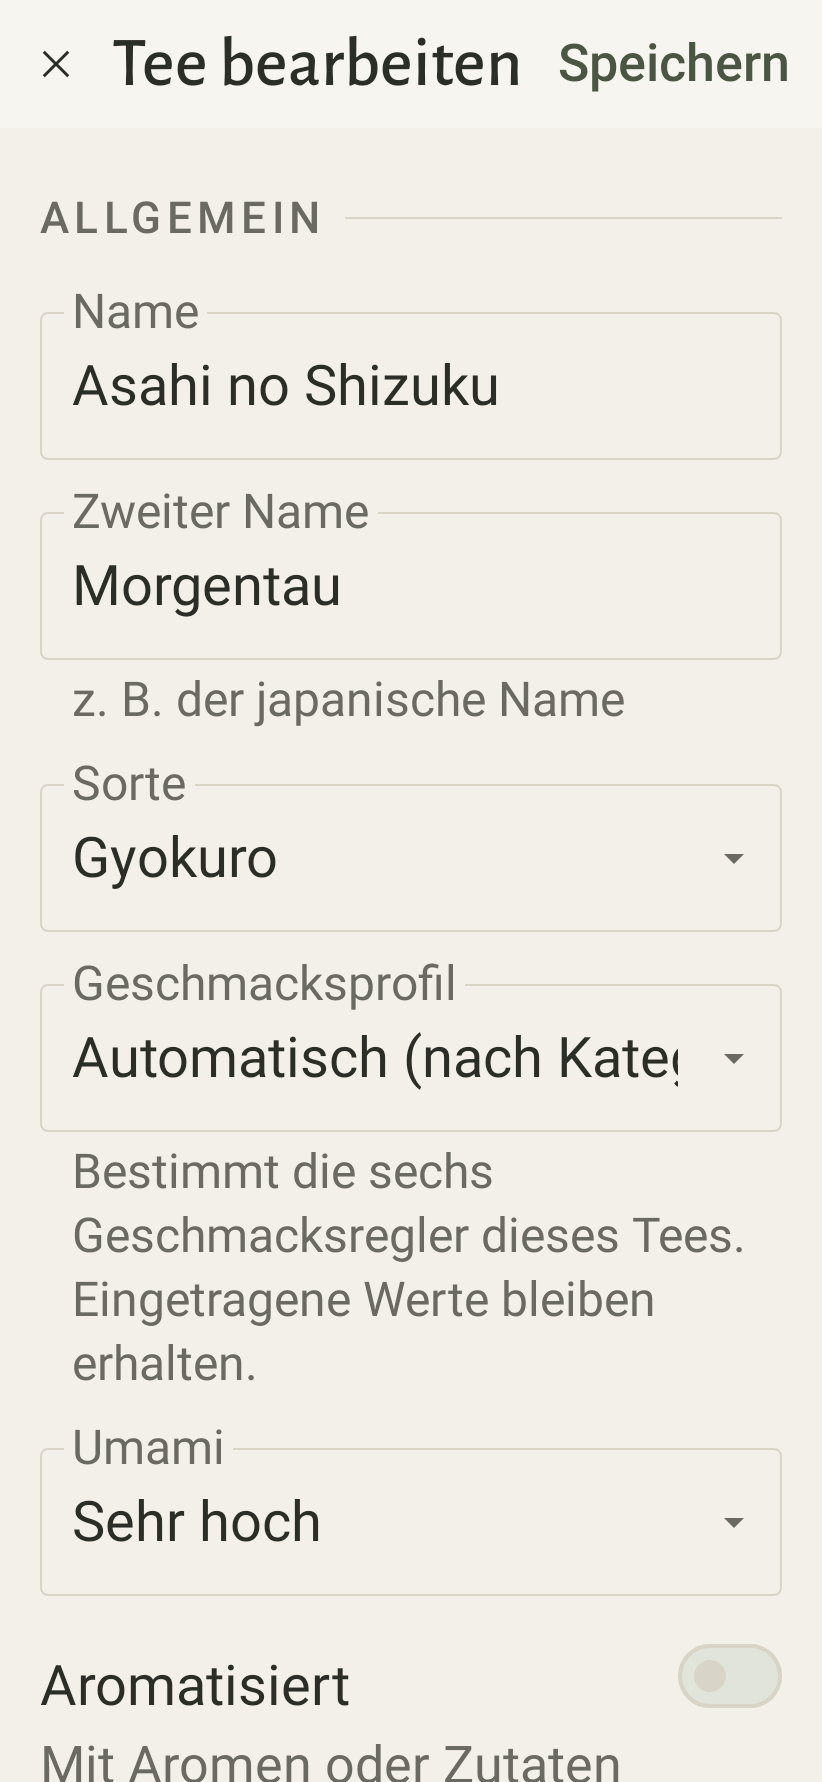 Tee bearbeiten
Speichern
ALLGEMEIN
Name
Asahi no Shizuku
Zweiter Name
Morgentau
z. B. der japanische Name
Sorte
Gyokuro
Geschmacksprofil
Automatisch (nach Kateg
Bestimmt die sechs
Geschmacksregler dieses Tees.
Eingetragene Werte bleiben
erhalten.
Umami
Sehr hoch
Aromatisiert
Mit Aromen oder Zutaten